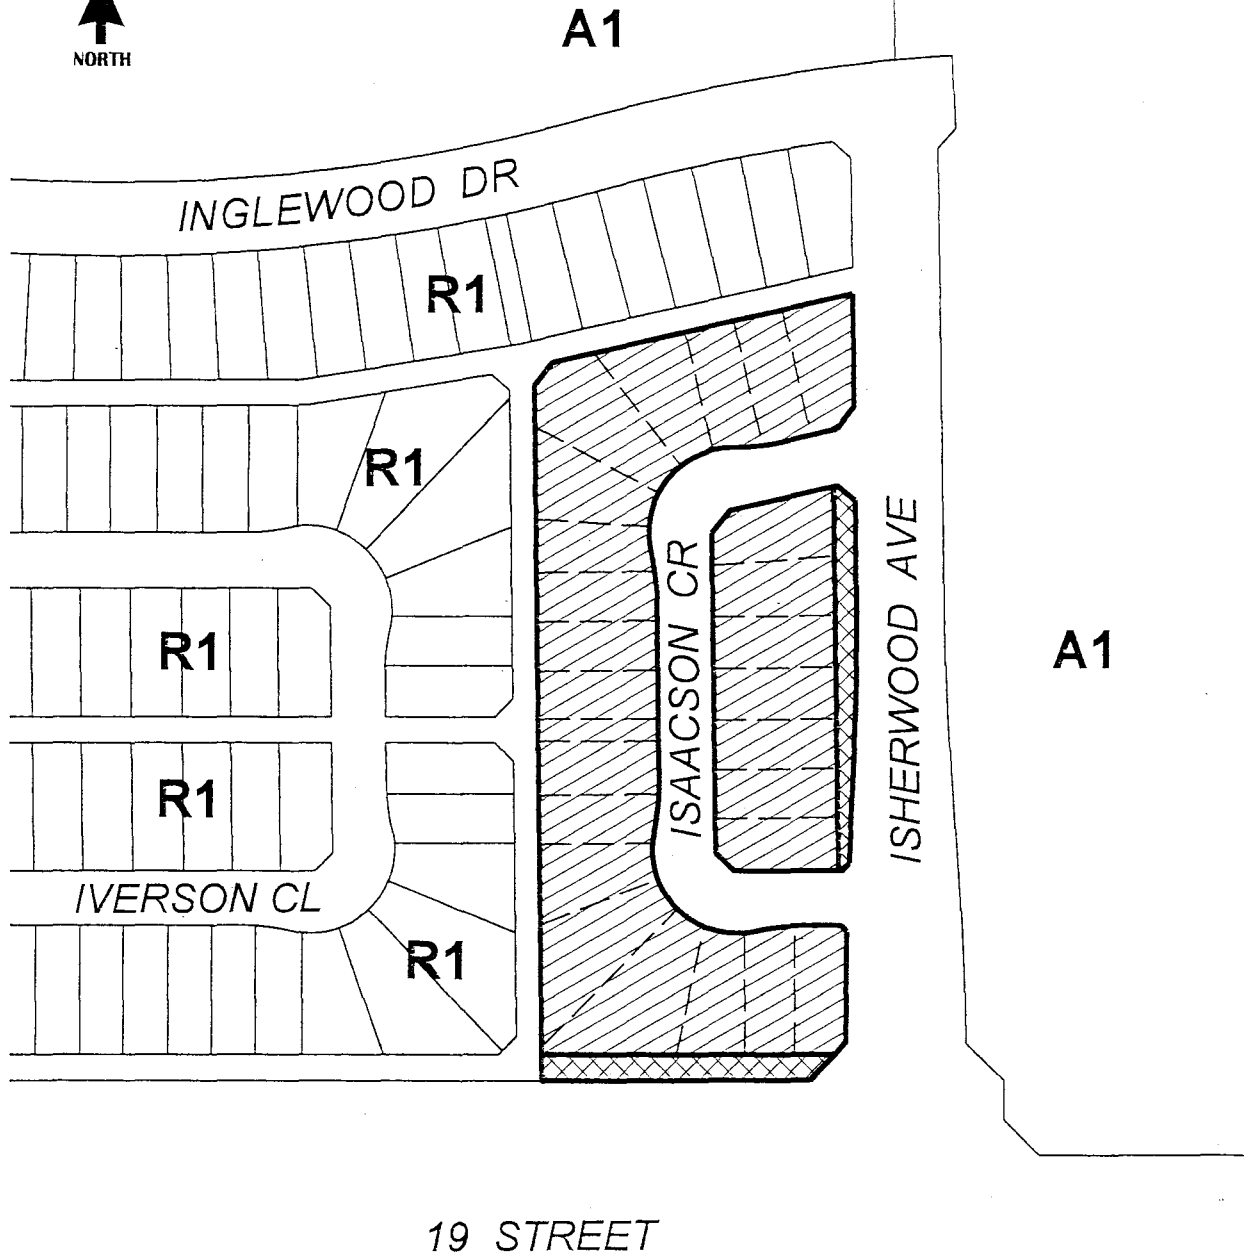 NORTH
A1
INGLEWOOD DR
R1
R1
R1
ISAACSON CR
ISHERWOOD AVE
A1
R1
IVERSON CL
R1
19 STREET